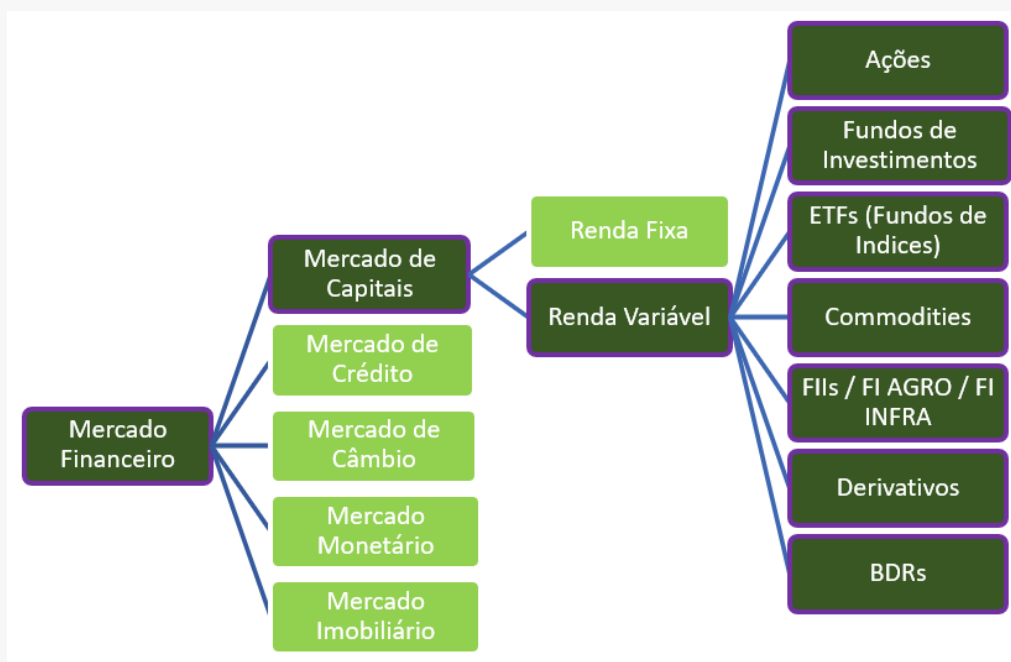 Mercado
Financeiro
Mercado de
Capitais
Mercado de
Crédito
Mercado de
Câmbio
Mercado
Monetário
Mercado
Imobiliário
Renda Fixa
Renda Variável
Ações
Fundos de
Investimentos
ETFs (Fundos de
Indices)
Commodities
FIIs / FI AGRO / FI
INFRA
Derivativos
BDRs